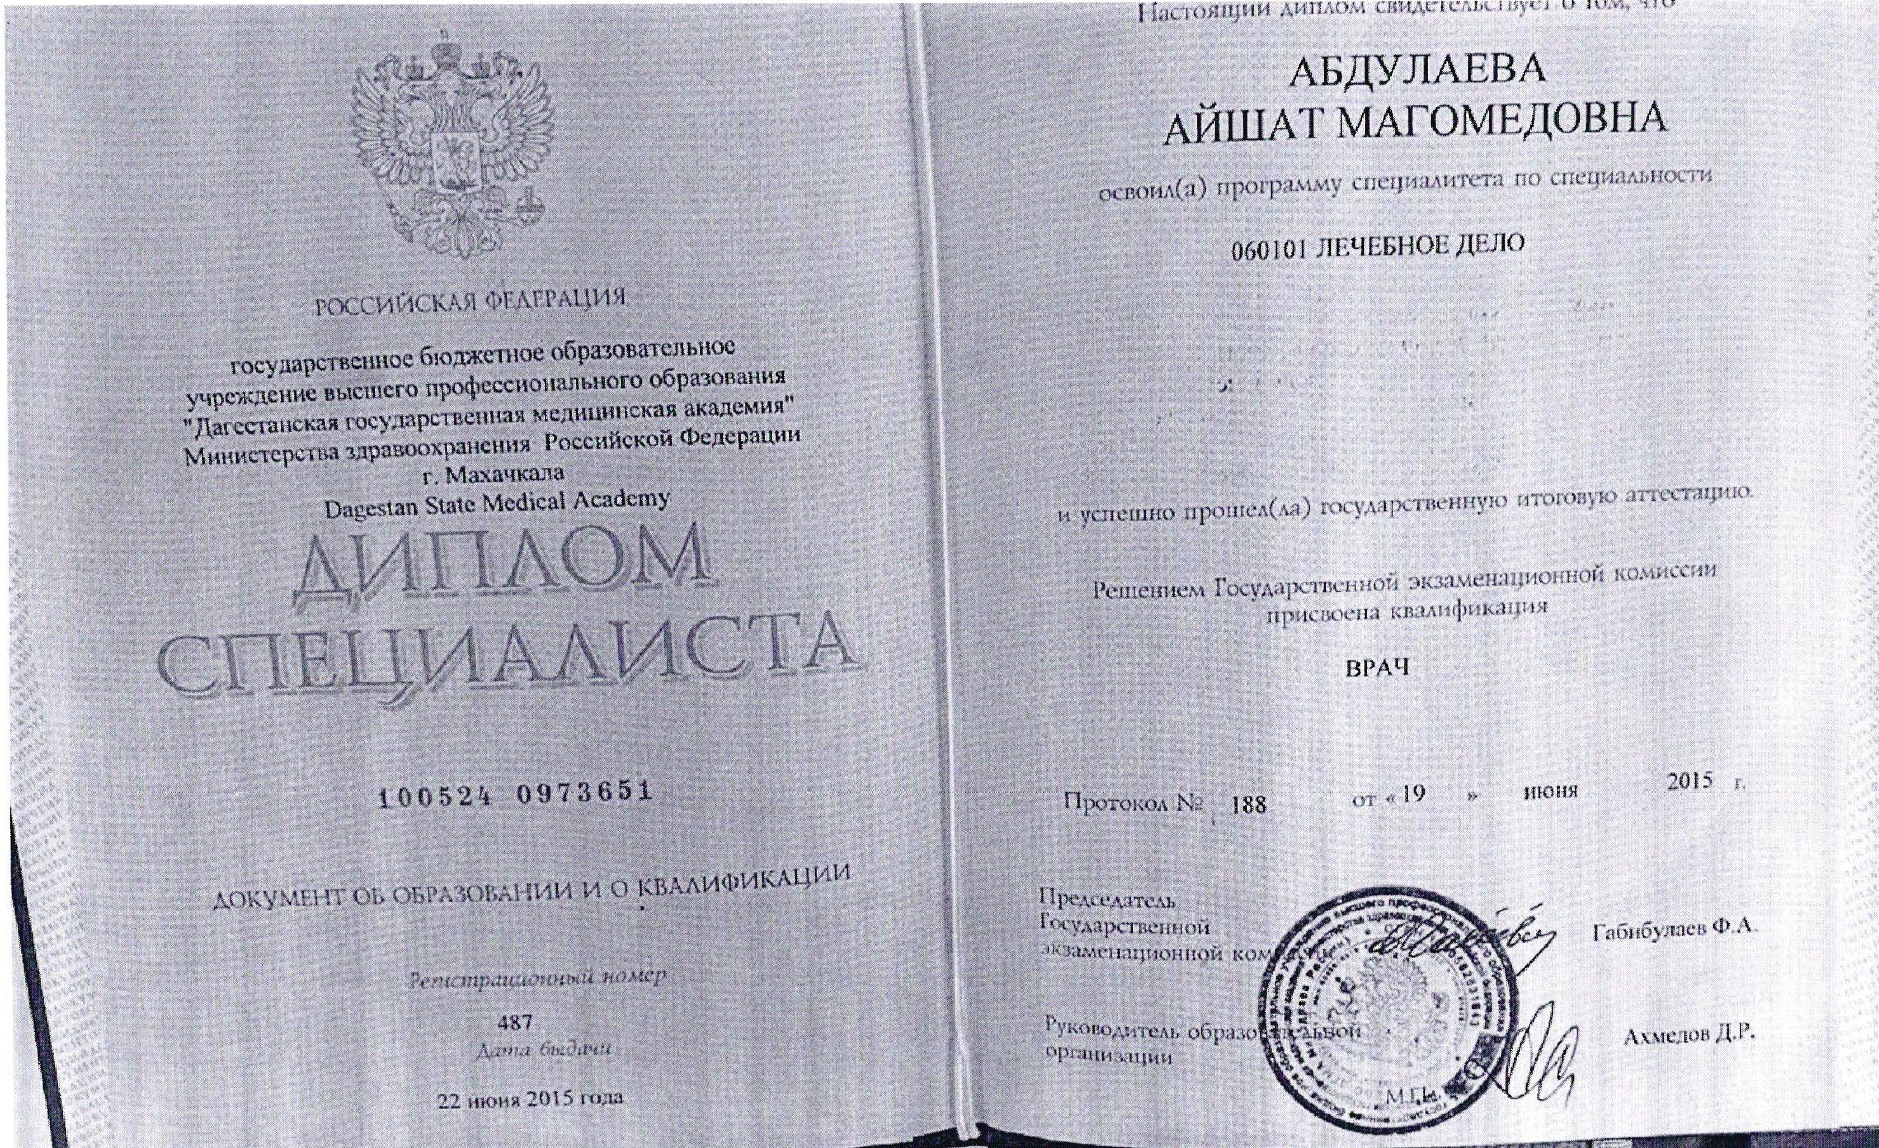 РОССИЙСКАЯ ФЕДЕРАЦИЯ
государственное бюджетное образовательное
учреждение высшего профессионального образования
"Дагестанская государственная медицинская академия"
Министерства здравоохранения Российской Федерации
г. Махачкала
Dagestan State Medical Academy
ДИПЛОМ
СПЕЦИАЛИСТА
100524 0973651
ДОКУМЕНТ ОБ ОБРАЗОВАНИИ И О КВАЛИФИКАЦИИ
Регистрационный номер
487
Дата выдачи
22 июня 2015 года
Настоящий диплом свидетельствует о том, что
АБДУЛАЕВА
АЙШАТ МАГОМЕДОВНА
освоил(а) программу специалитета по специальности
060101 ЛЕЧЕБНОЕ ДЕЛО
и успешно прошел(ла) государственную итоговую аттестацию.
Решением Государственной экзаменационной комиссии
присвоена квалификация
ВРАЧ
Протокол № 188 от « 19 » июня 2015 г.
Председатель
Государственной
экзаменационной ком
Габибулаев Ф.А.
Руководитель образовательной
организации
Ахмедов Д.Р.
М.П.